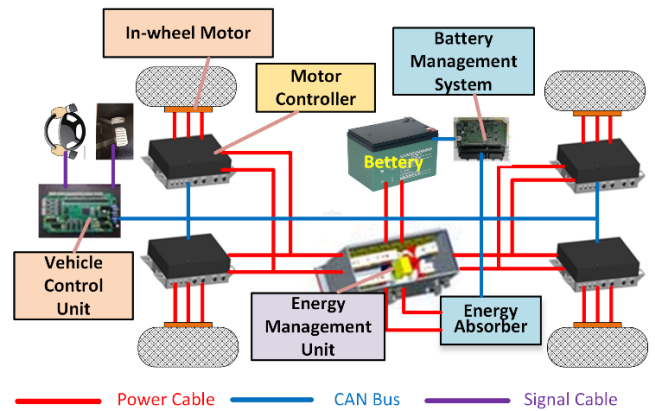 In-wheel Motor
Motor
Controller
Battery
Management
System
Bettery
Vehicle
Control
Unit
Energy
Management
Unit
Energy
Absorber
Power Cable
CAN Bus
Signal Cable